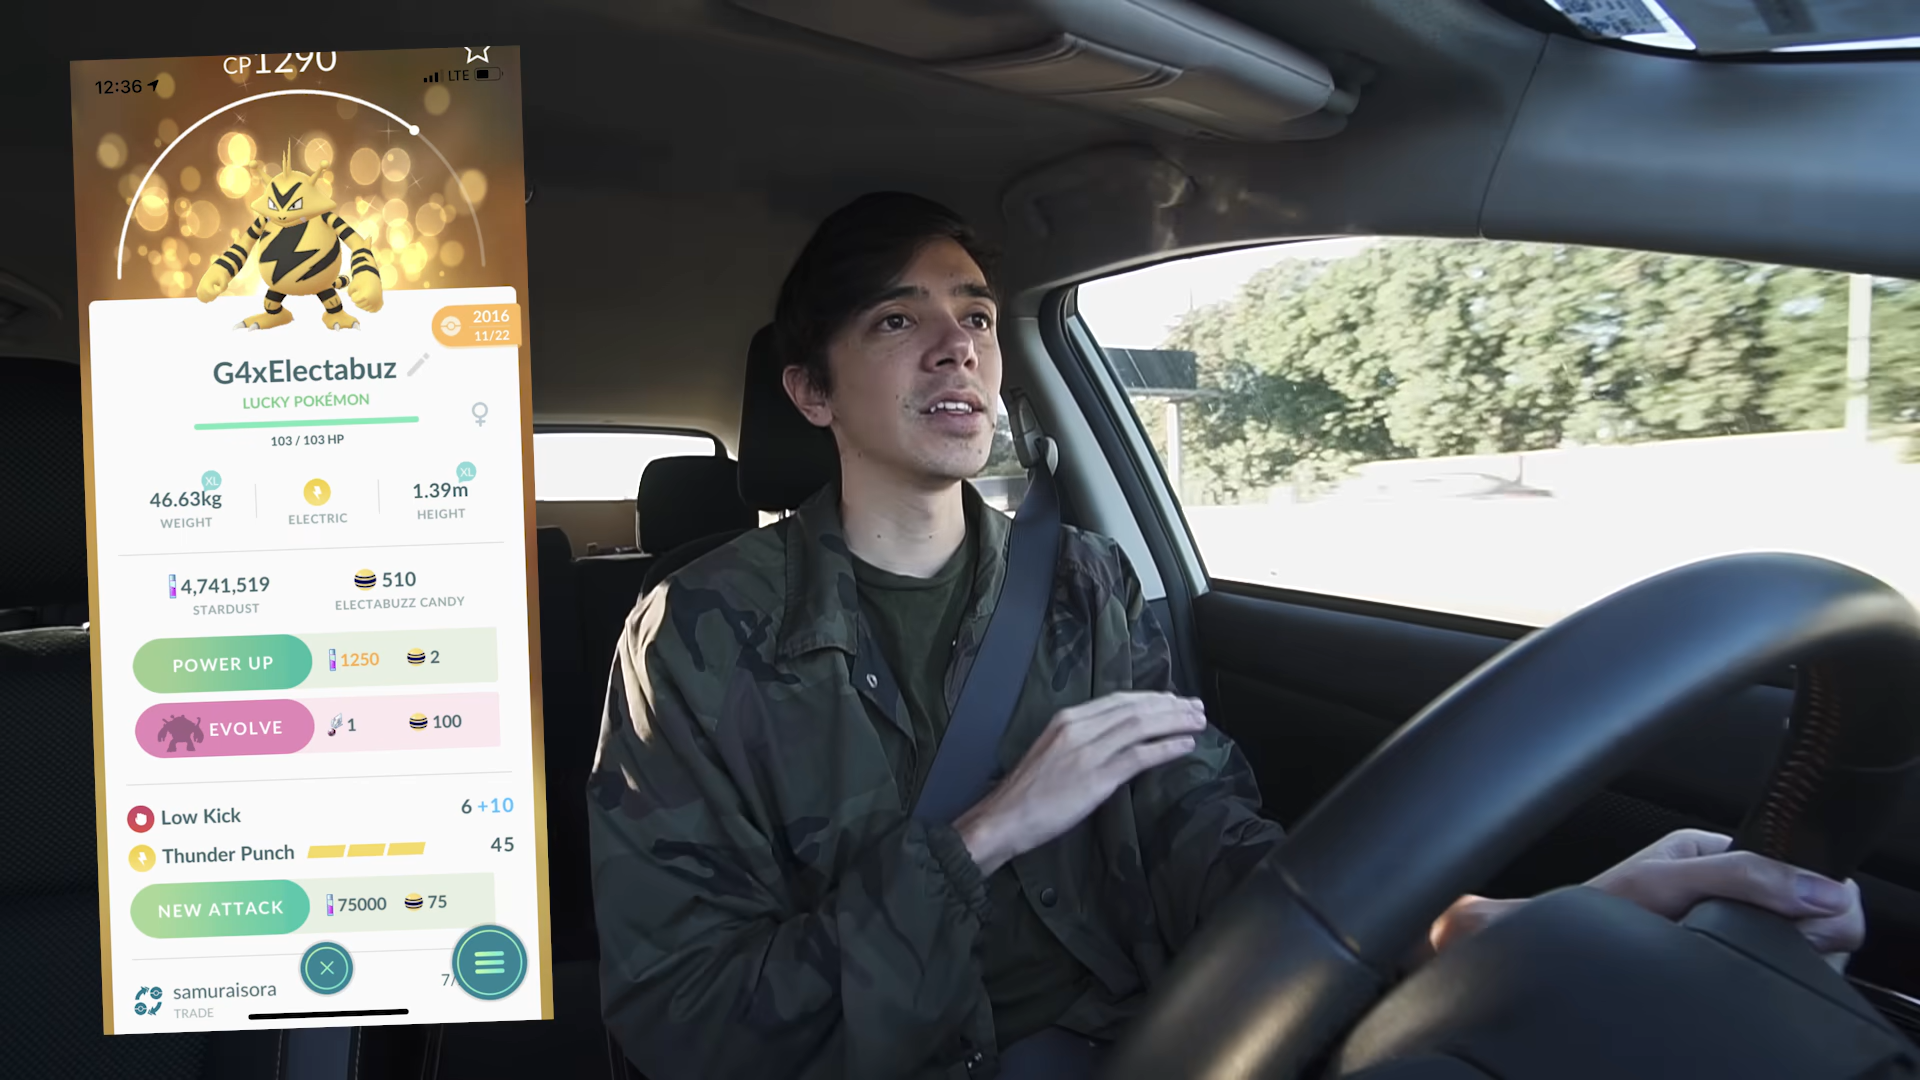 CP1290
12:36
LTE
2016
11/22
G4xElectabuz
LUCKY POKÉMON
103 / 103 HP
XL
XL
46.63kg
1.39m
WEIGHT
ELECTRIC
HEIGHT
4,741,519
510
STARDUST
ELECTABUZZ CANDY
POWER UP
1250
2
EVOLVE
1
100
Low Kick
6 +10
Thunder Punch
45
NEW ATTACK
75000
75
samuraisora
7/
TRADE